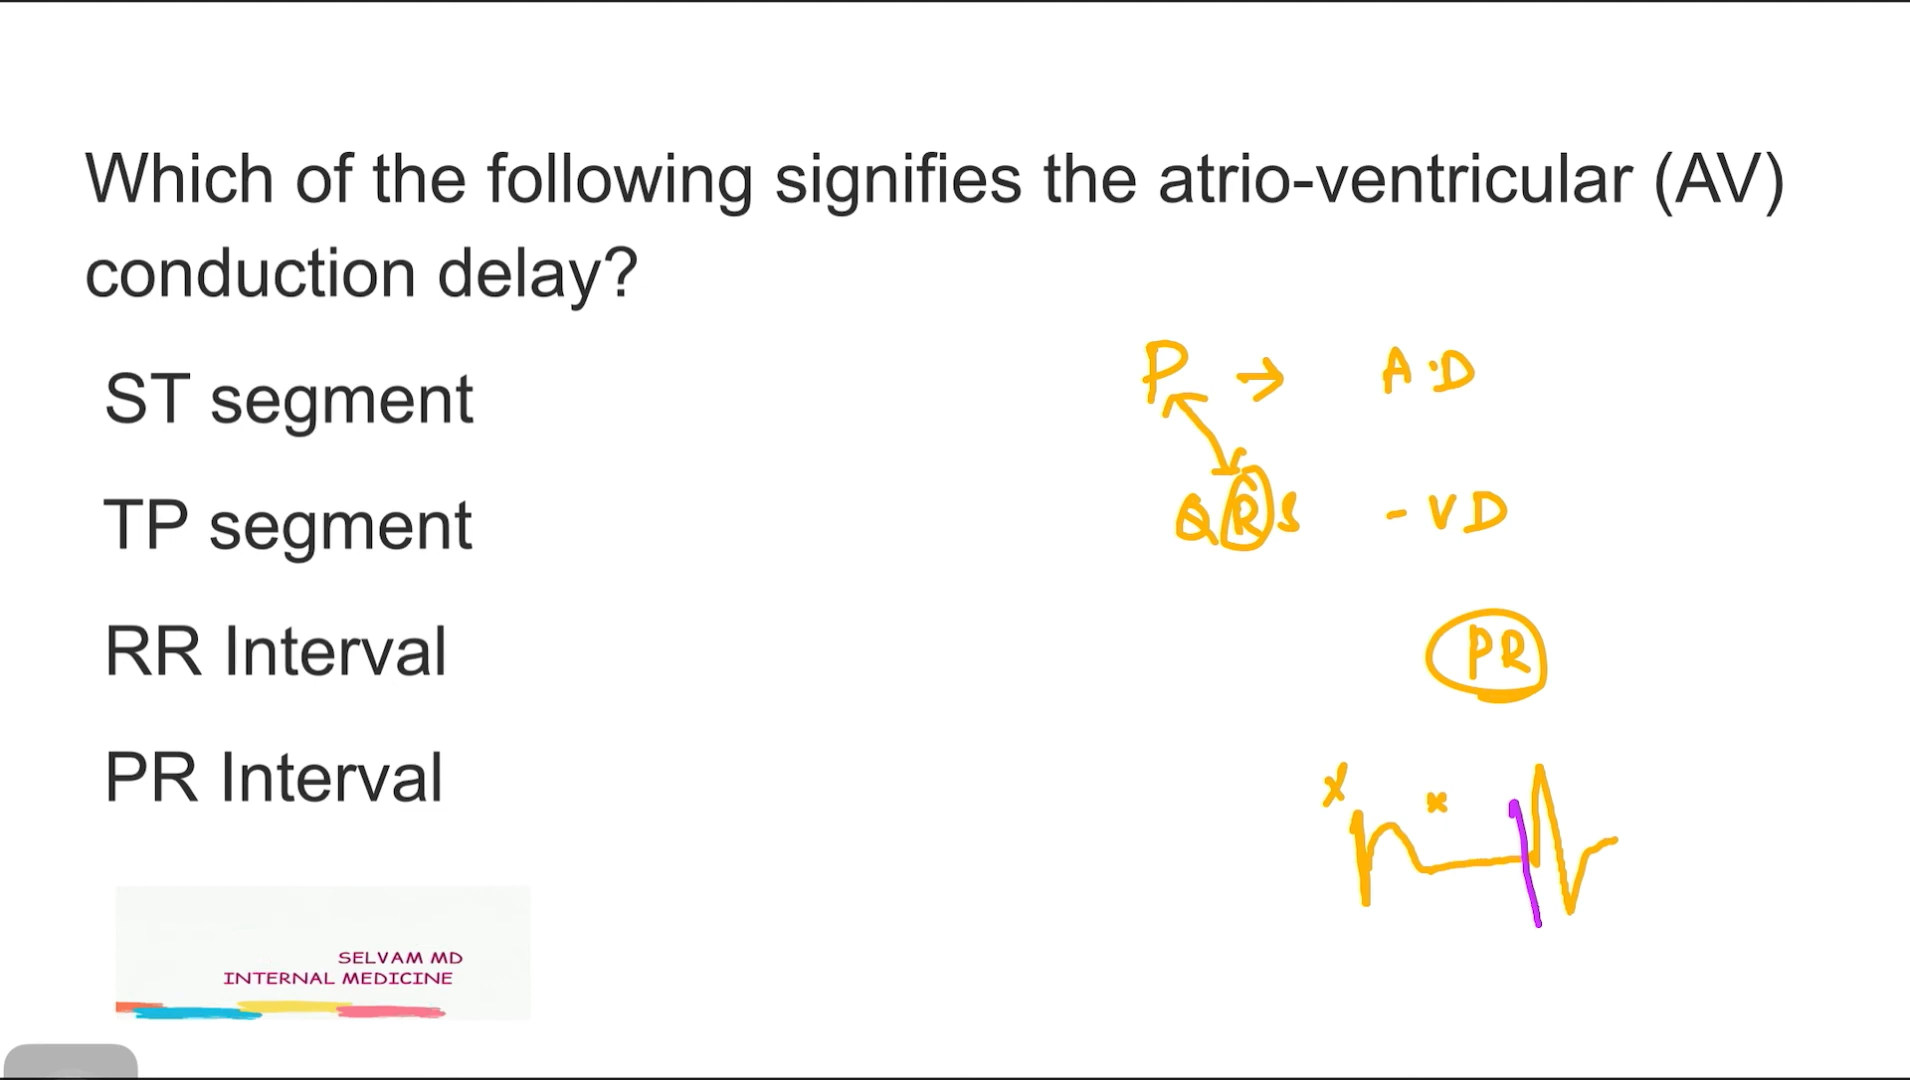 Which of the following signifies the atrio-ventricular (AV)
conduction delay?
P → A.D
ST segment
QRS - VD
TP segment
RR Interval
PR
PR Interval
x x
SELVAM MD
INTERNAL MEDICINE